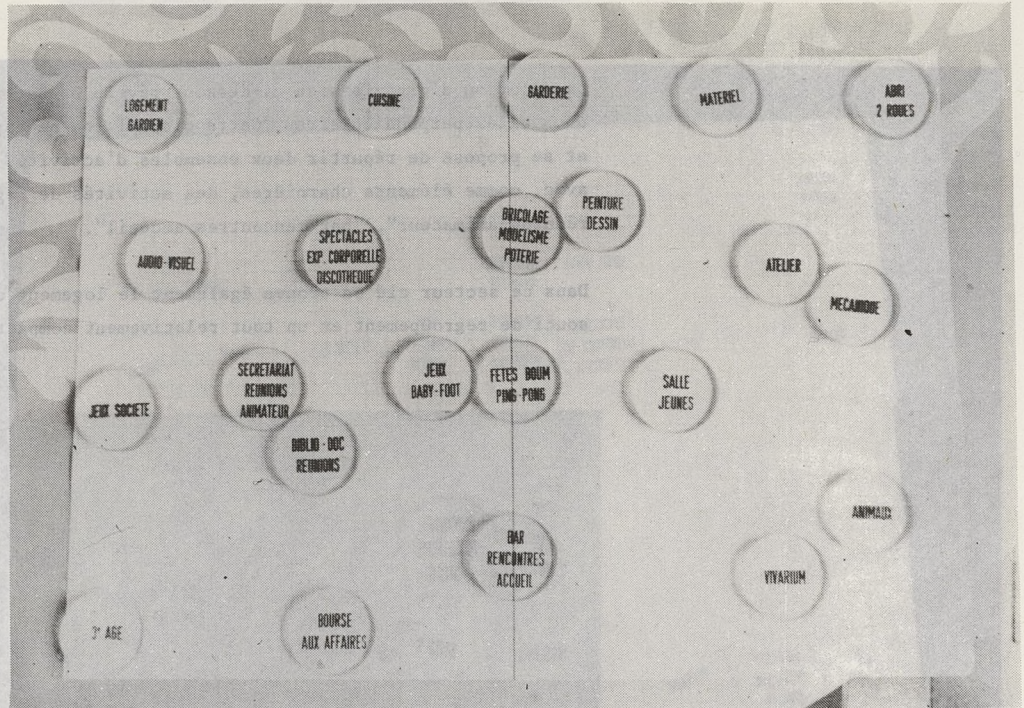 LOGEMENT
GARDIEN
CUISINE
GARDERIE
MATERIEL
ABRI
2 ROUES
AUDIO-VISUEL
SPECTACLES
EXP. CORPORELLE
DISCOTHEQUE
BRICOLAGE
MODELISME
POTERIE
PEINTURE
DESSIN
ATELIER
MECANIQUE
JEUX SOCIETE
SECRETARIAT
REUNIONS
ANIMATEUR
BIBLIO-DOC
REUNIONS
JEUX
BABY-FOOT
FETES BOUM
PING-PONG
SALLE
JEUNES
ANIMAUX
VIVARIUM
BAR
RENCONTRES
ACCUEIL
3° AGE
BOURSE
AUX AFFAIRES